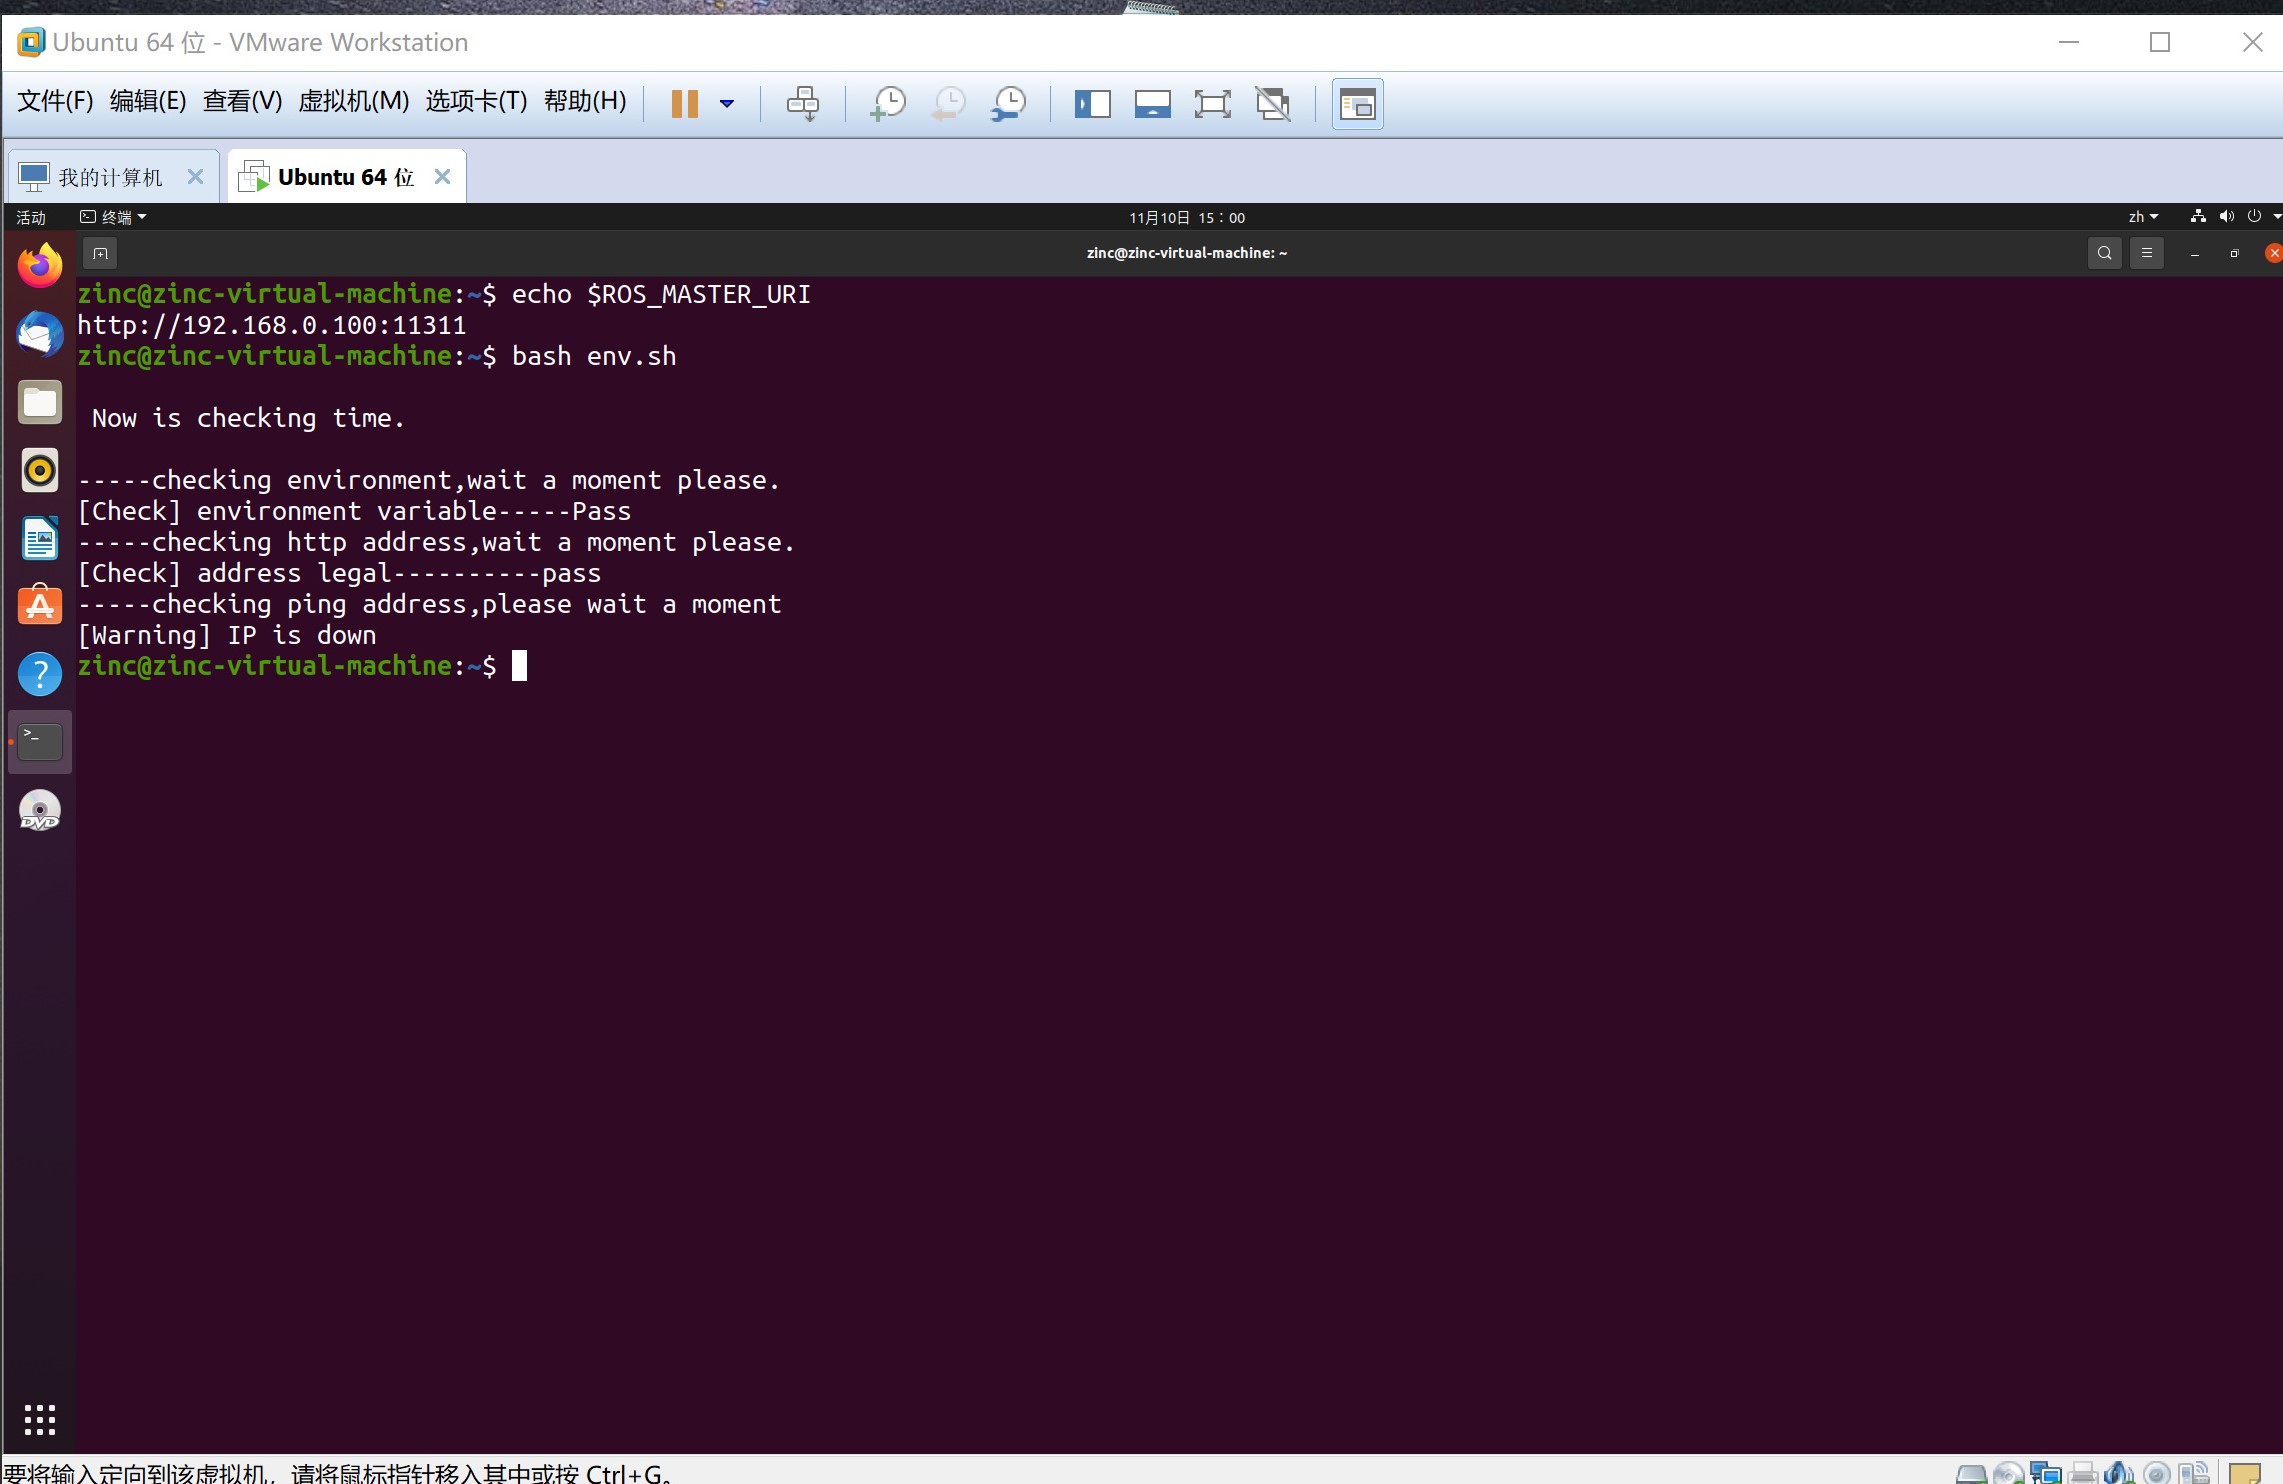 Ubuntu 64 位 - VMware Workstation
文件(F) 编辑(E) 查看(V) 虚拟机(M) 选项卡(T) 帮助(H)
我的计算机
Ubuntu 64 位
活动
终端
11月10日 15：00
zh
zinc@zinc-virtual-machine: ~
zinc@zinc-virtual-machine:~$ echo $ROS_MASTER_URI
http://192.168.0.100:11311
zinc@zinc-virtual-machine:~$ bash env.sh
Now is checking time.
-----checking environment,wait a moment please.
[Check] environment variable-----Pass
-----checking http address,wait a moment please.
[Check] address legal----------pass
-----checking ping address,please wait a moment
[Warning] IP is down
zinc@zinc-virtual-machine:~$
DVD
要将输入定向到该虚拟机，请将鼠标指针移入其中或按 Ctrl+G。